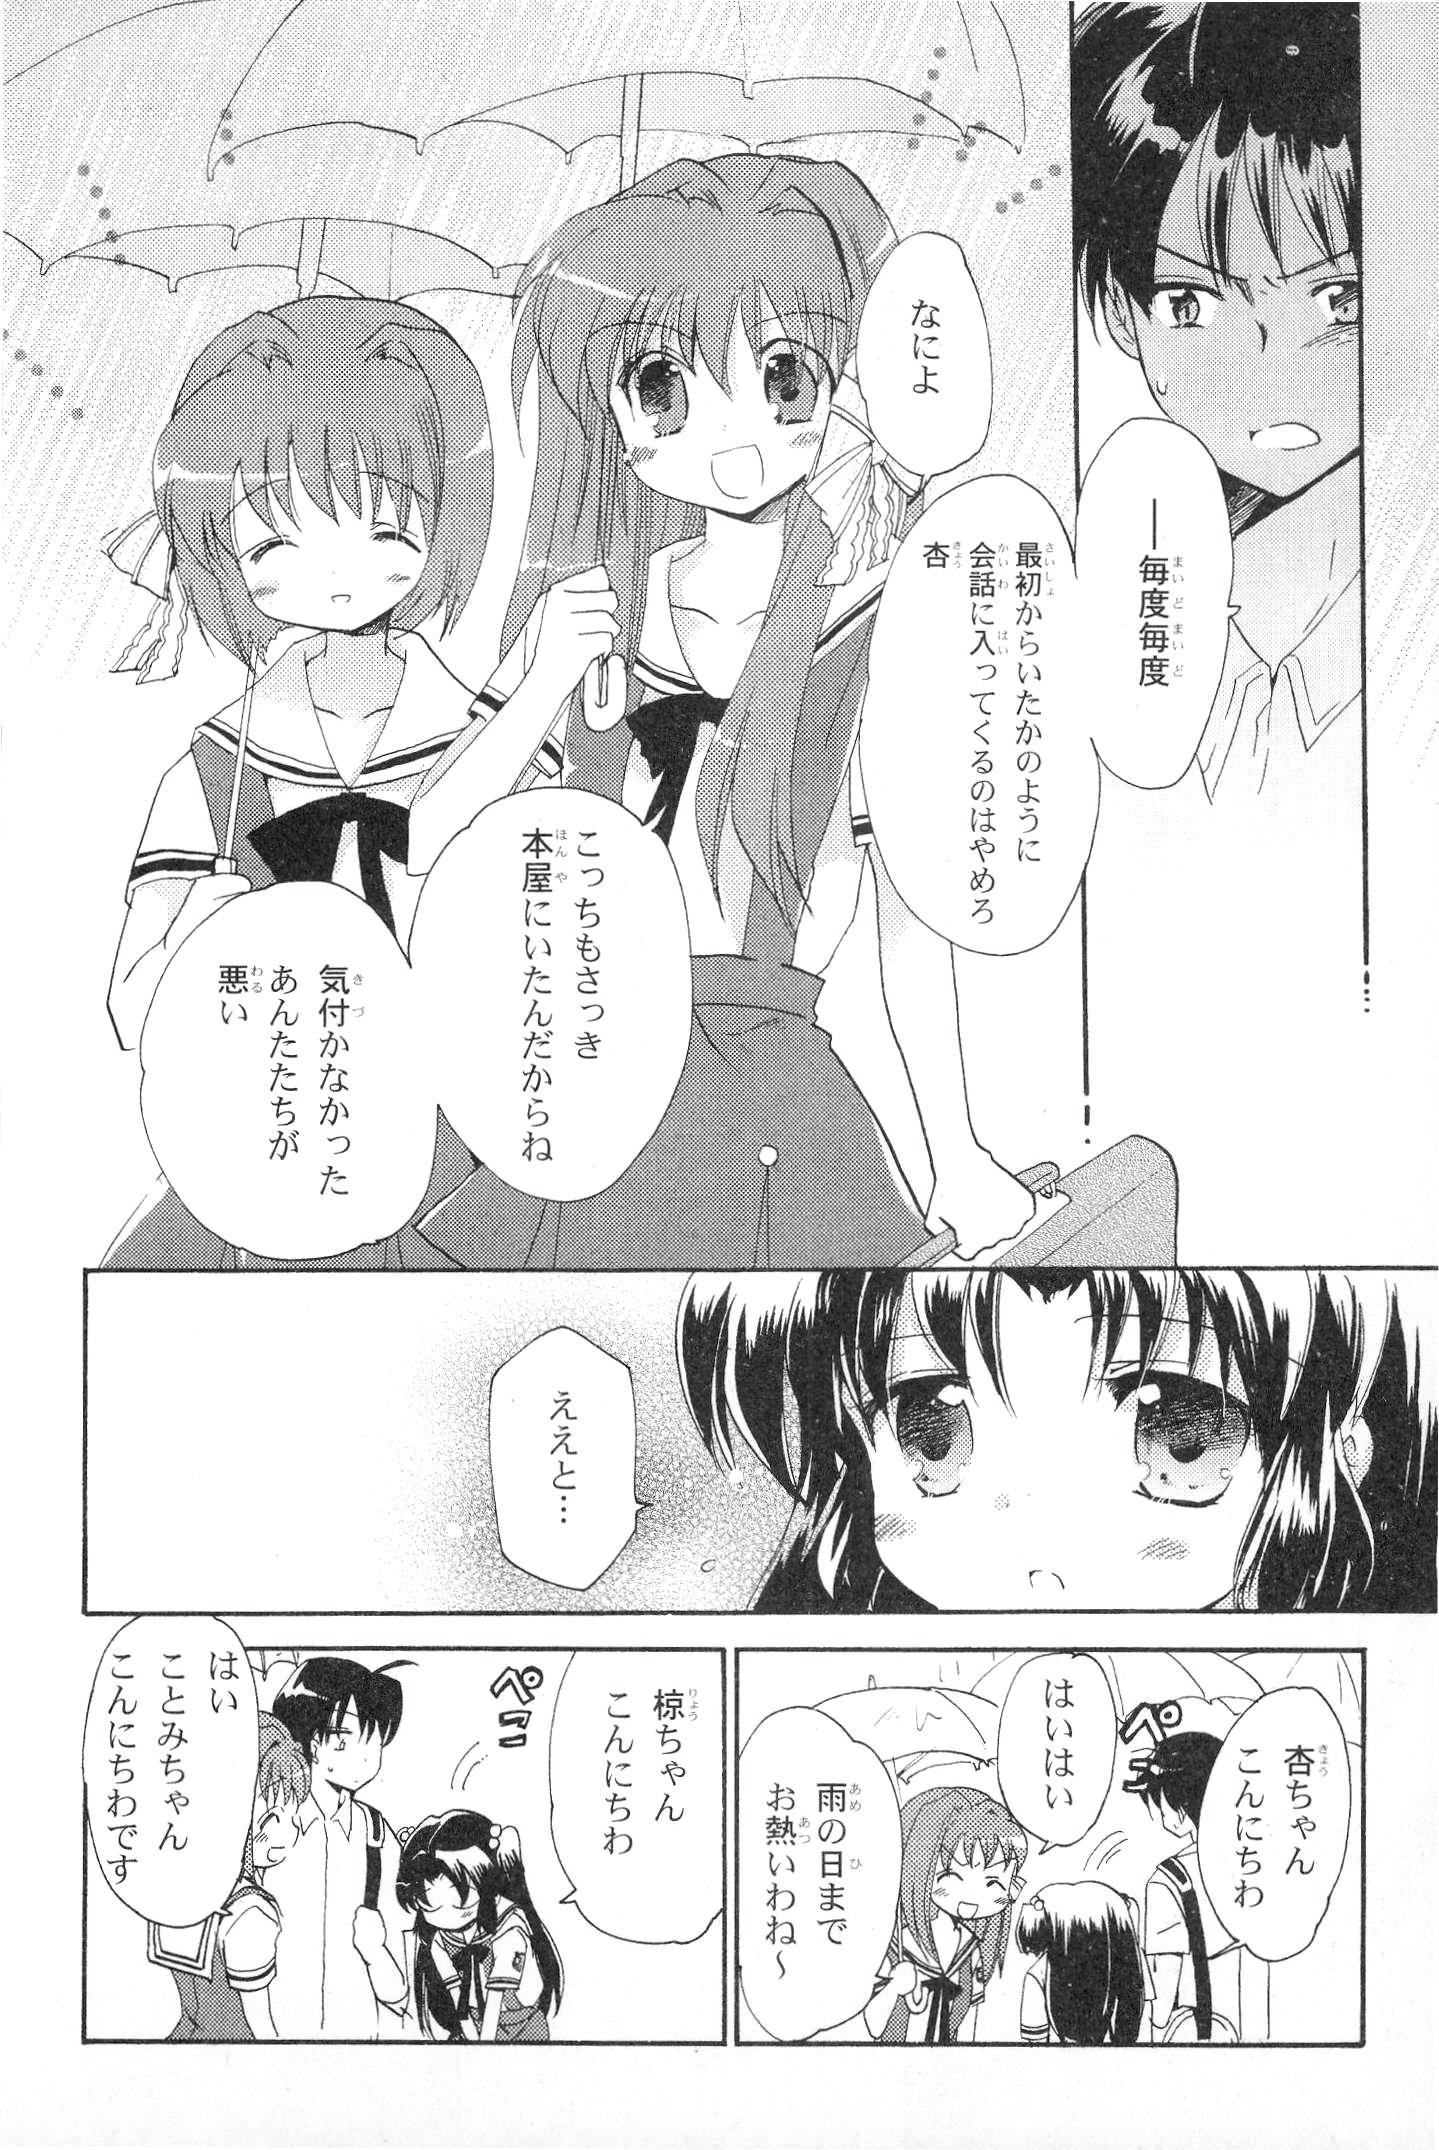 ――毎度毎度
最初からいたかのように
会話に入ってくるのはやめろ
杏
なによ
こっちもさっき
本屋にいたんだからね
気付かなかった
あんたたちが
悪い
ええと…
杏ちゃん
こんにちわ
ペコ
はいはい
雨の日まで
お熱いわね～
椋ちゃん
こんにちわ
ペコ
はい
ことみちゃん
こんにちわです